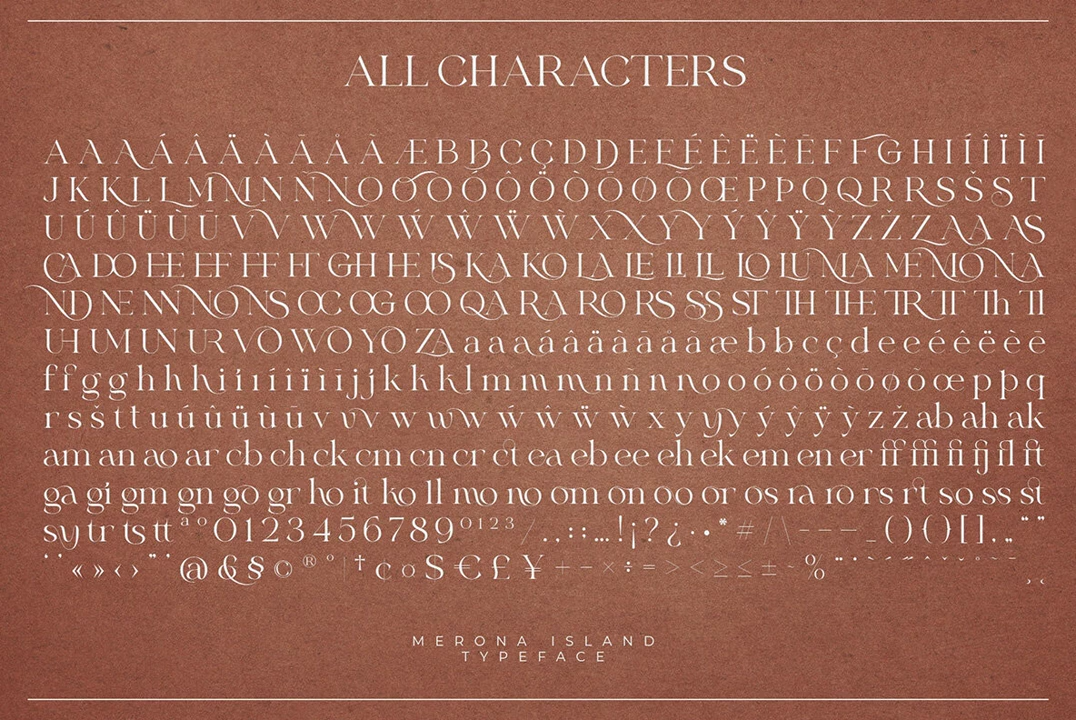 ALL CHARACTERS
A A A Á Â Ä À Ā Å Ã Æ B B C Ç D D E E É Ê Ë È Ē F F G H I Í Î Ï Ì Ī
J K K L L M M N Ñ N O O Ó Ô Ö Ò Ō Ø Õ Œ P Þ Q Q R R S Š S T
U Ú Û Ü Ù Ū V V W W Ẃ Ŵ Ẅ Ẁ X X Y Y Ý Ŷ Ÿ Ỳ Z Ž Z AA AS
CA DO EE EF FF FI GH HE IS KA KO LA LE LI LL LO LU MA ME MO NA
ND NE NN NO NS OC OG OO QA RA RO RS SS ST TH THE TR TT Th TI
UH UM UN UR VO WO YO ZA a a a á â ä à ā å ã æ b b c ç d e e é ê ë è ē
f f g g h h k i í ı í î ï ì ī j j k k k l m m m n ñ n n o o ó ô ö ò ō ø õ œ p þ q
r s š t t u ú û ü ù ū v v w w ẃ ŵ ẅ ẁ x y y ý ŷ ÿ ỳ z ž ab ah ak
am an ao ar cb ch ck cm cn cr ct ea eb ee eh ek em en er ff ffi fi fj fl ft
ga gi gm gn go gr ho it ko ll mo no om on oo or os ra ro rs rt so ss st
sy tr ts tt ª º 0 1 2 3 4 5 6 7 8 9 ⁰ ¹ ² ³ / . , : ; … ! ¡ ? ¿ · • * # / \ - – — _ ( ) ( ) [ ] ‚ „ “ ”
‘ ’ « » ‹ › " ' @ & § © ® ° | † ¢ ¤ $ € £ ¥ + − × ÷ = > < ≥ ≤ ± ~ %
MERONA ISLAND
TYPEFACE